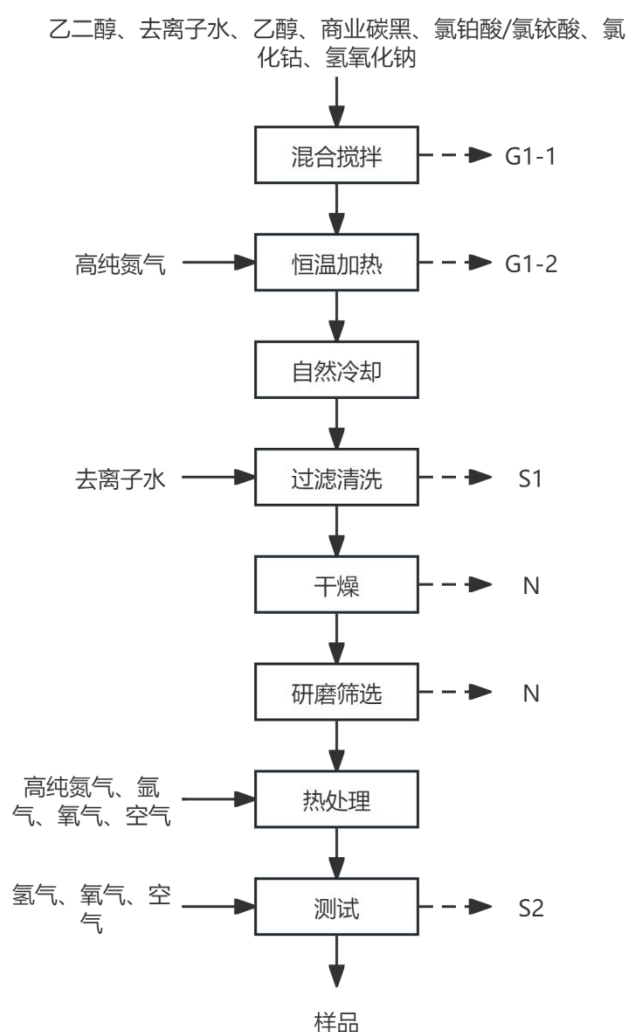 乙二醇、去离子水、乙醇、商业碳黑、氯铂酸/氯铱酸、氯
化钴、氢氧化钠
混合搅拌
G1-1
高纯氮气
恒温加热
G1-2
自然冷却
去离子水
过滤清洗
S1
干燥
N
研磨筛选
N
高纯氮气、氩
气、氧气、空气
热处理
氢气、氧气、空
气
测试
S2
样品